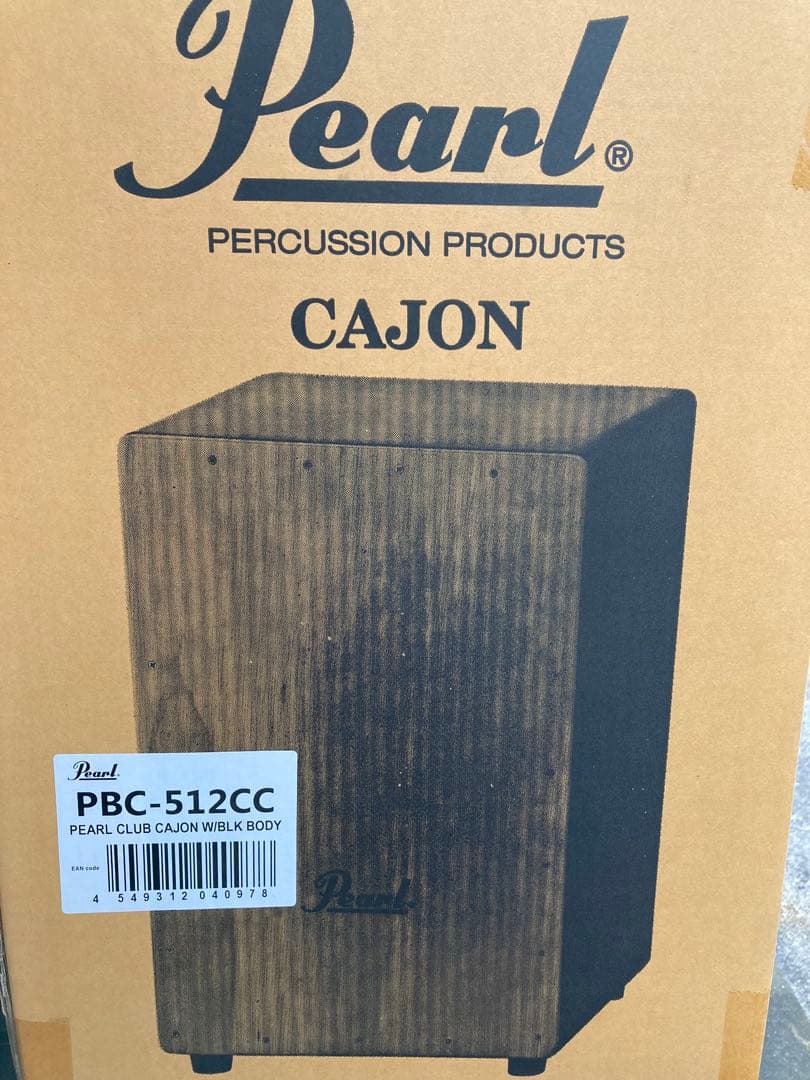 Pearl®
PERCUSSION PRODUCTS
CAJON
Pearl
PBC-512CC
PEARL CLUB CAJON W/BLK BODY
EAN code
4 549312 040978
Pearl